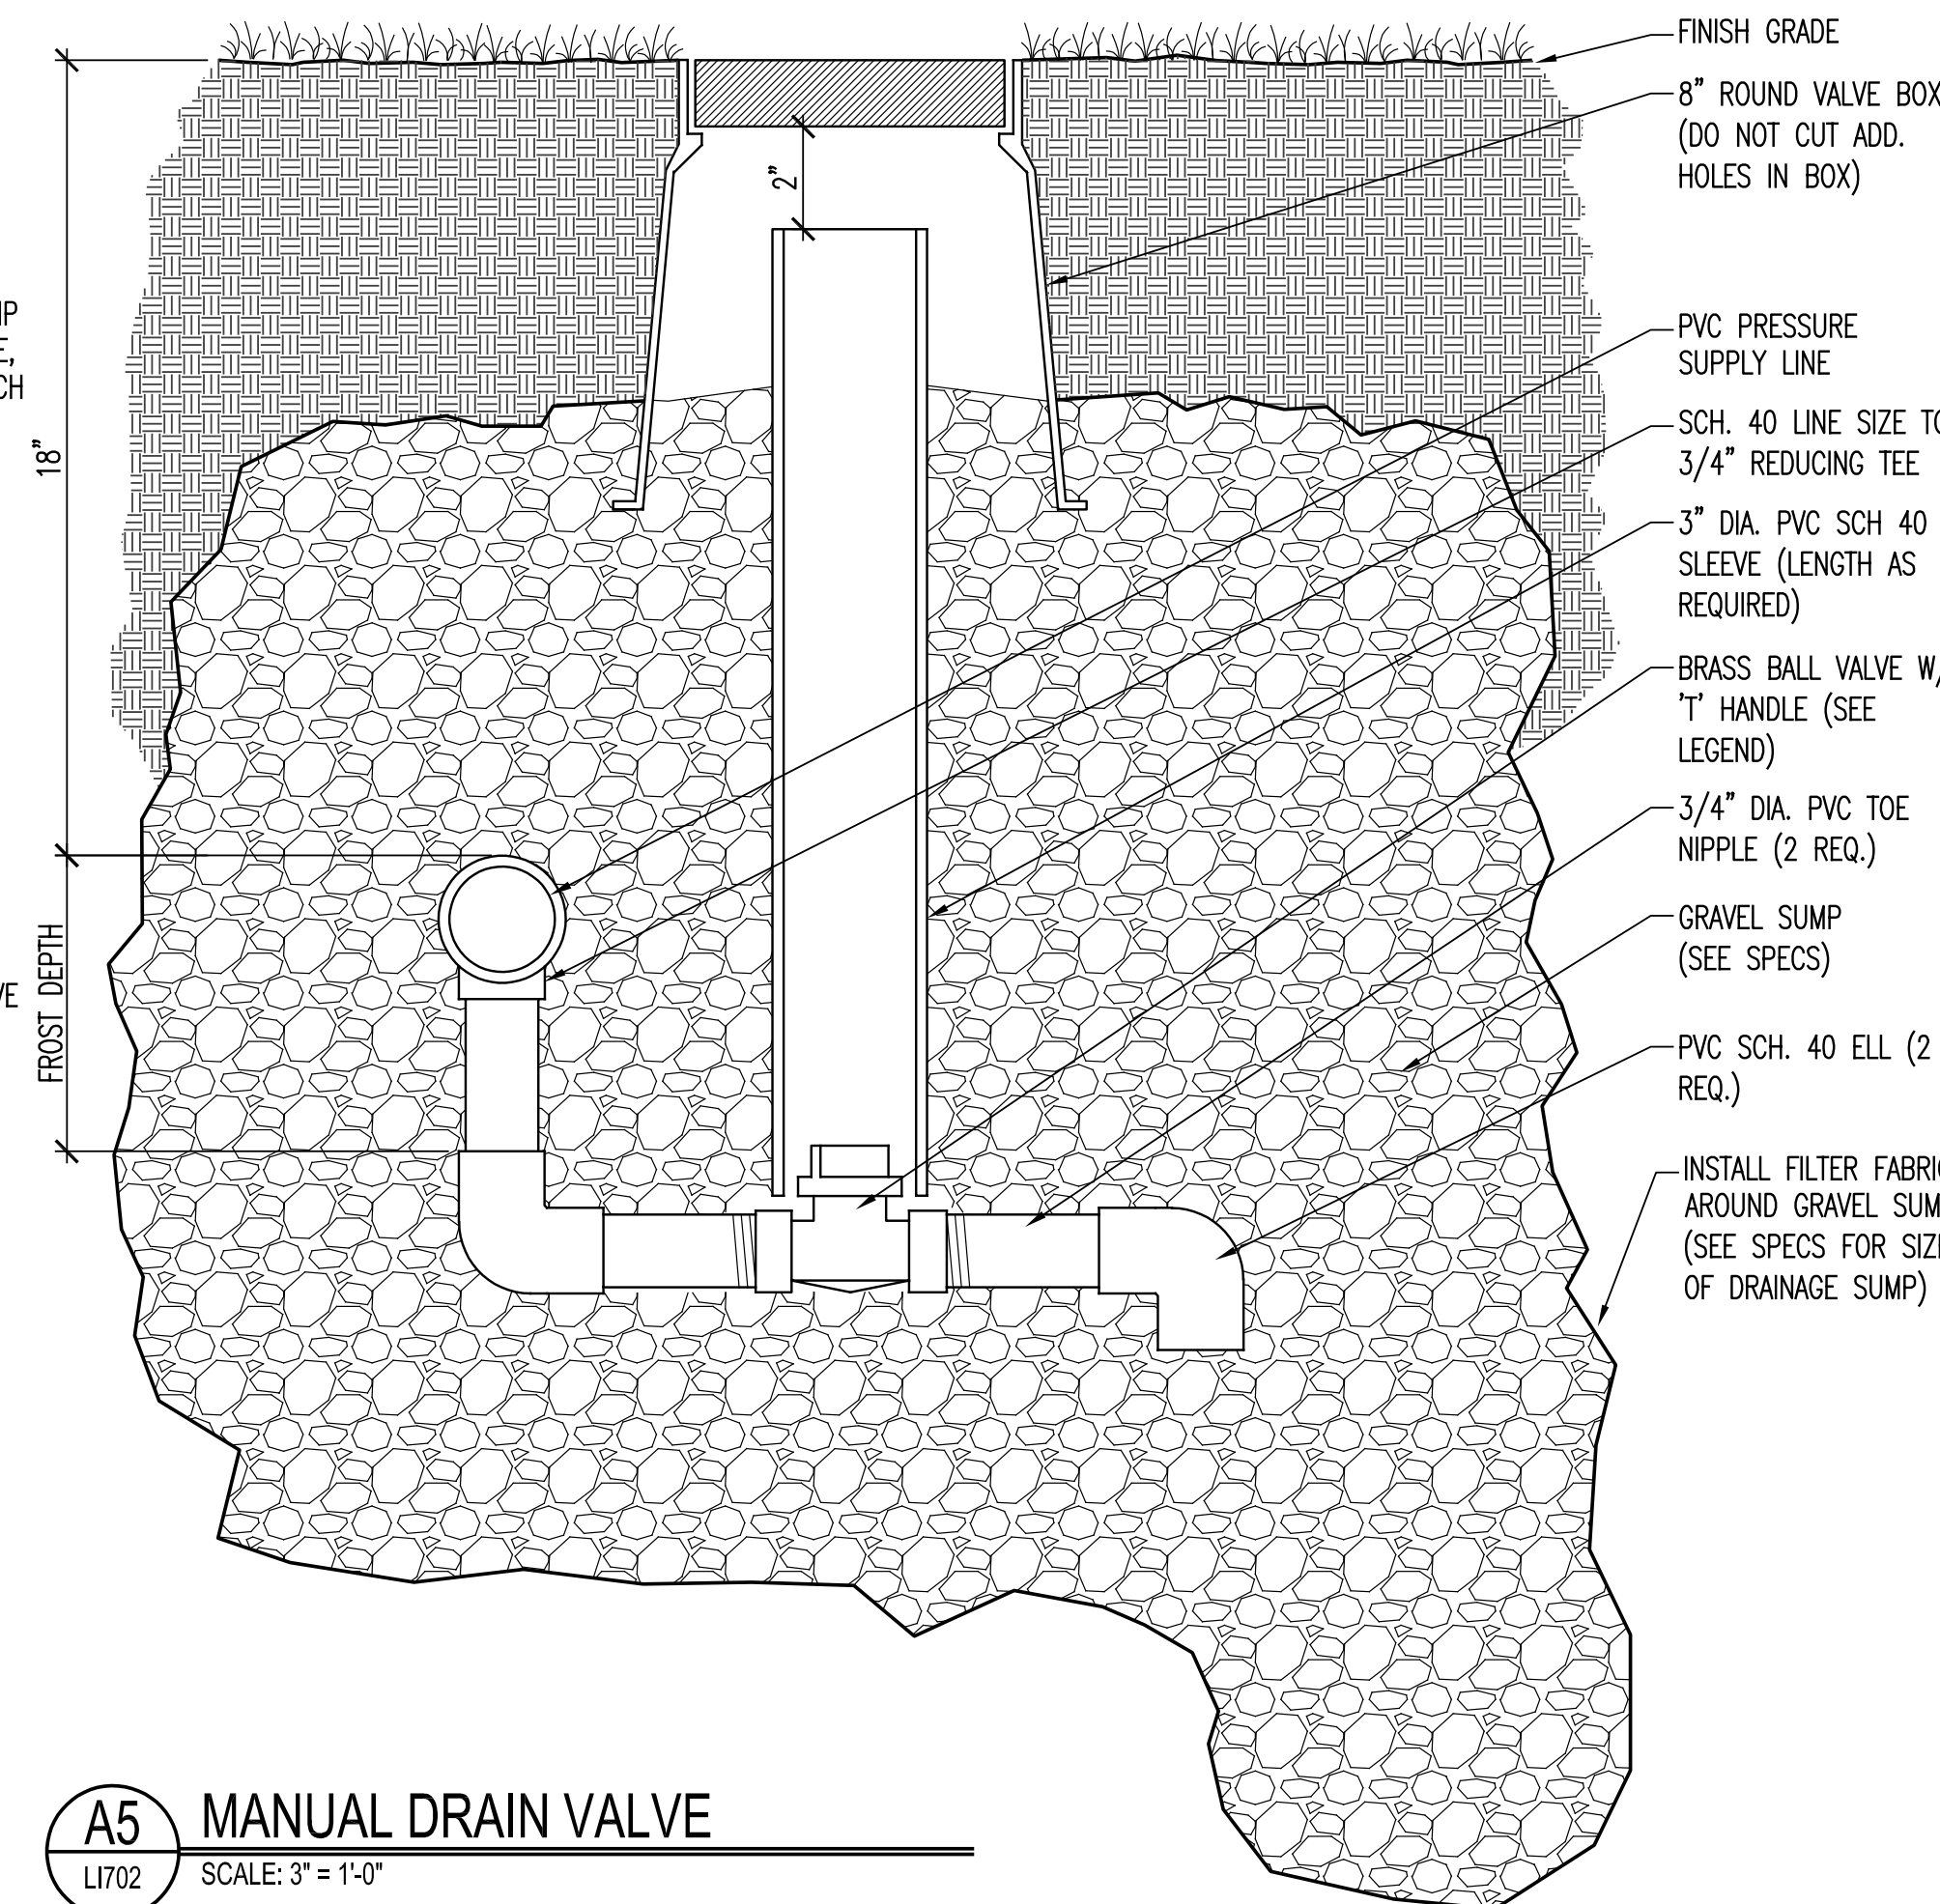 FINISH GRADE
8" ROUND VALVE BOX
(DO NOT CUT ADD.
HOLES IN BOX)
2"
PVC PRESSURE
SUPPLY LINE
18"
SCH. 40 LINE SIZE TO
3/4" REDUCING TEE
3" DIA. PVC SCH 40
SLEEVE (LENGTH AS
REQUIRED)
BRASS BALL VALVE W/
'T' HANDLE (SEE
LEGEND)
3/4" DIA. PVC TOE
NIPPLE (2 REQ.)
GRAVEL SUMP
(SEE SPECS)
FROST DEPTH
PVC SCH. 40 ELL (2
REQ.)
INSTALL FILTER FABRIC
AROUND GRAVEL SUMP
(SEE SPECS FOR SIZE
OF DRAINAGE SUMP)
A5
LI702
MANUAL DRAIN VALVE
SCALE: 3" = 1'-0"